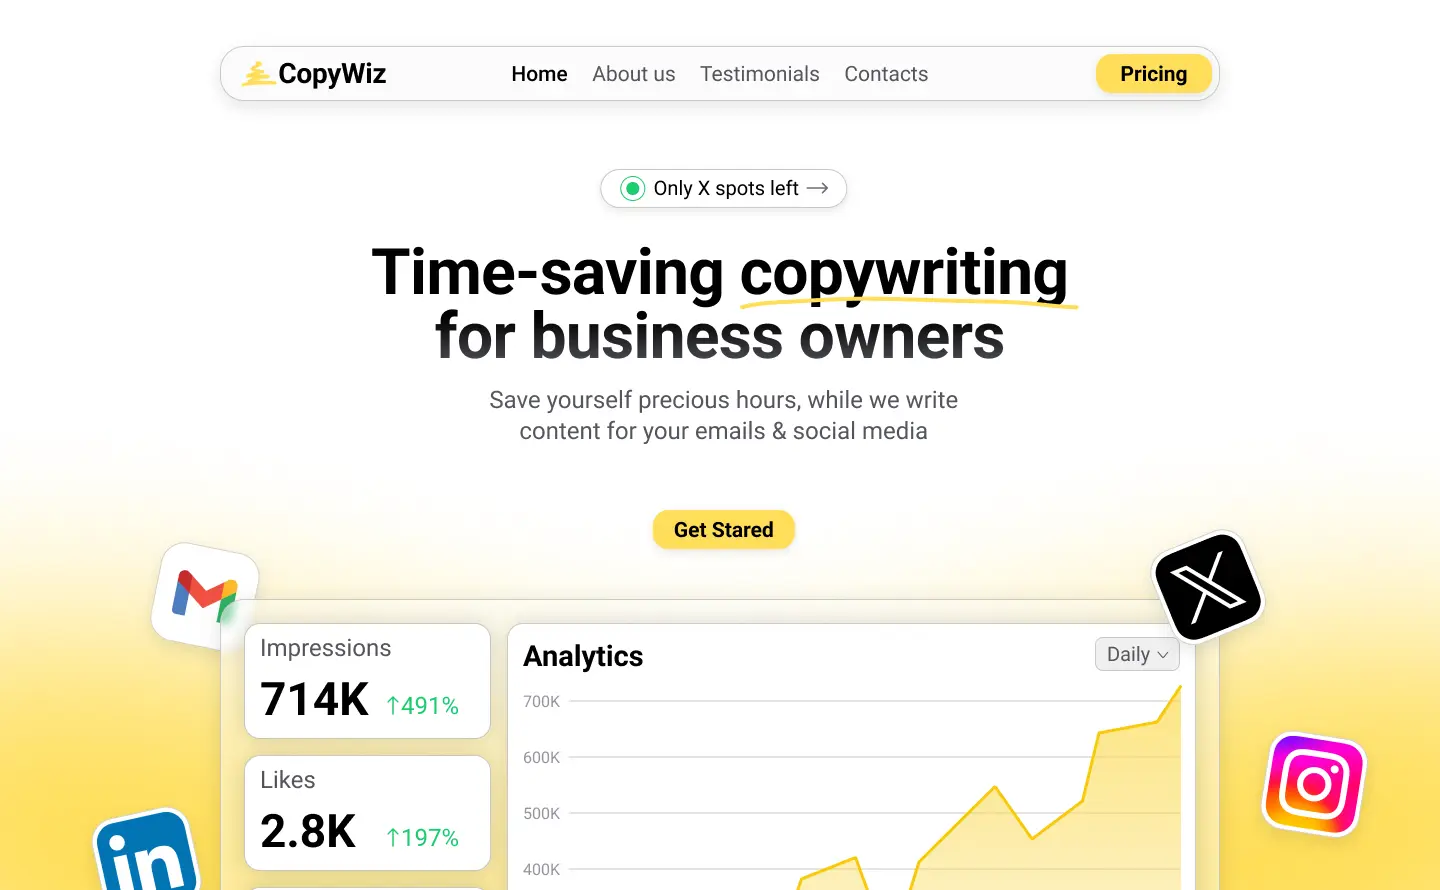 CopyWiz
Home About us Testimonials Contacts
Pricing
Only X spots left →
Time-saving copywriting
for business owners
Save yourself precious hours, while we write
content for your emails & social media
Get Stared
Impressions
714K ↑491%
Likes
2.8K ↑197%
Analytics
Daily
700K
600K
500K
400K
in